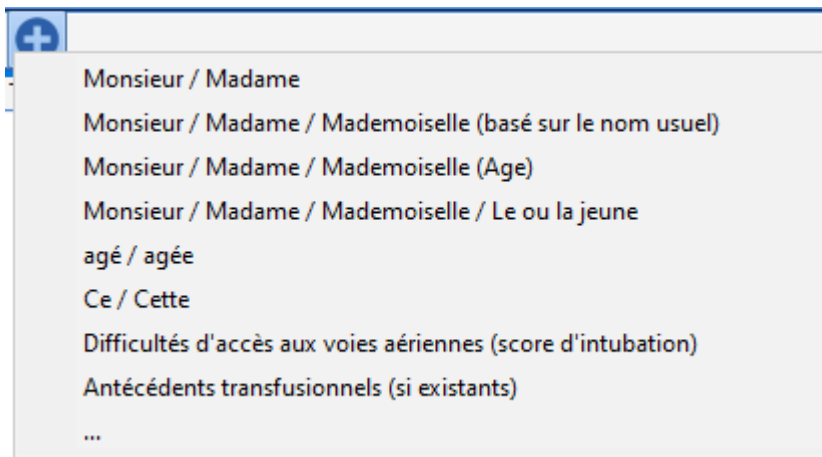 Monsieur / Madame
Monsieur / Madame / Mademoiselle (basé sur le nom usuel)
Monsieur / Madame / Mademoiselle (Age)
Monsieur / Madame / Mademoiselle / Le ou la jeune
agé / agée
Ce / Cette
Difficultés d'accès aux voies aériennes (score d'intubation)
Antécédents transfusionnels (si existants)
...